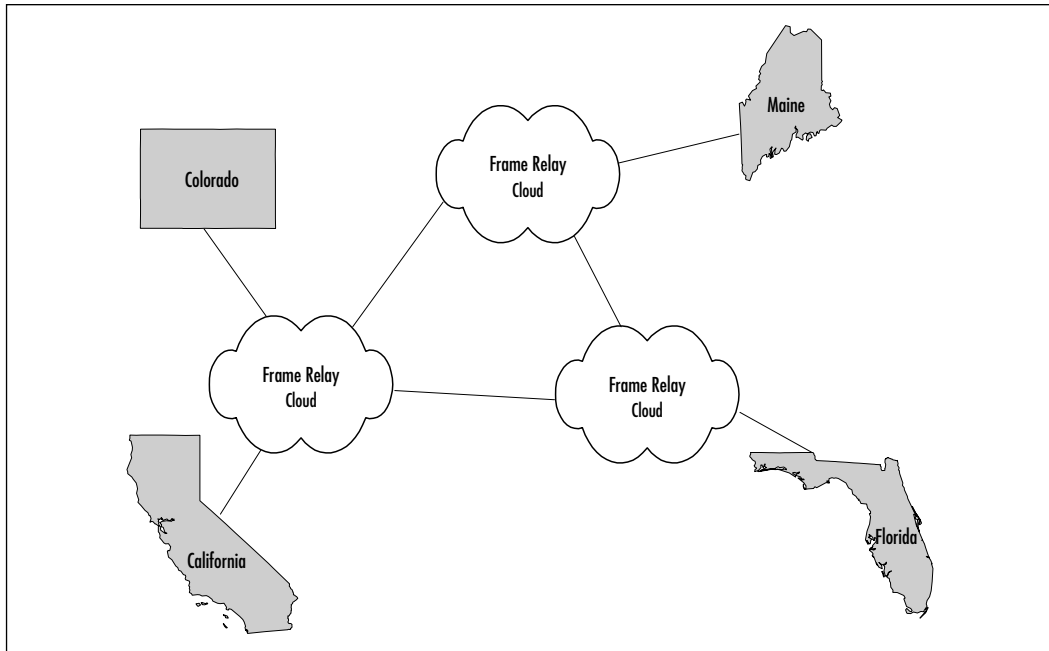 Maine
Frame Relay
Cloud
Colorado
Frame Relay
Cloud
Frame Relay
Cloud
California
Florida